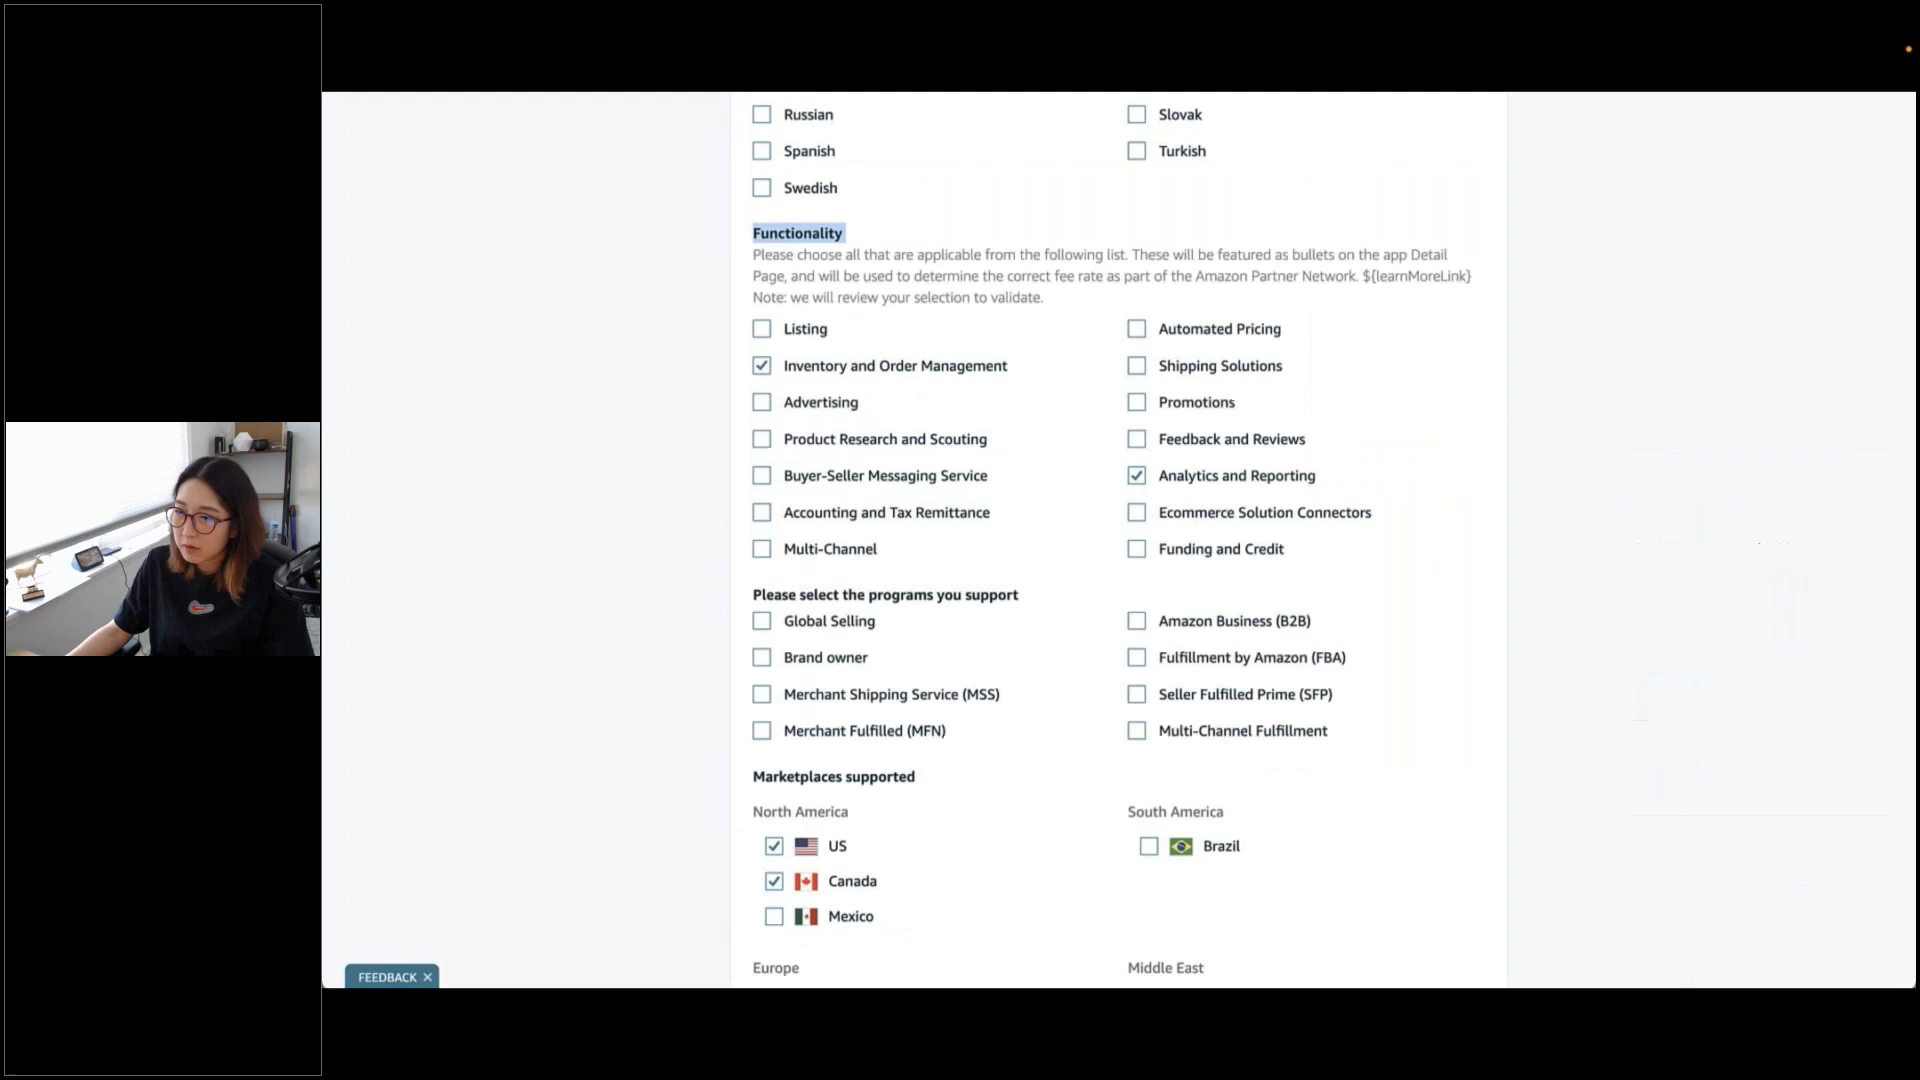 Russian
Slovak
Spanish
Turkish
Swedish
Functionality
Please choose all that are applicable from the following list. These will be featured as bullets on the app Detail
Page, and will be used to determine the correct fee rate as part of the Amazon Partner Network. ${learnMoreLink}
Note: we will review your selection to validate.
Listing
Automated Pricing
Inventory and Order Management
Shipping Solutions
Advertising
Promotions
Product Research and Scouting
Feedback and Reviews
Buyer-Seller Messaging Service
Analytics and Reporting
Accounting and Tax Remittance
Ecommerce Solution Connectors
Multi-Channel
Funding and Credit
Please select the programs you support
Global Selling
Amazon Business (B2B)
Brand owner
Fulfillment by Amazon (FBA)
Merchant Shipping Service (MSS)
Seller Fulfilled Prime (SFP)
Merchant Fulfilled (MFN)
Multi-Channel Fulfillment
Marketplaces supported
North America
South America
US
Brazil
Canada
Mexico
Europe
Middle East
FEEDBACK